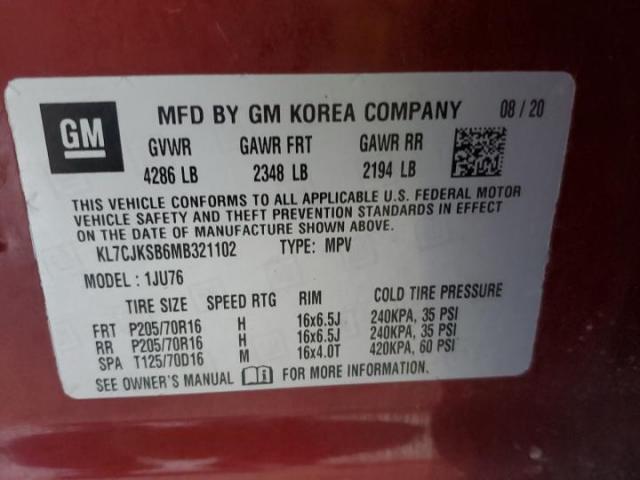 GM
MFD BY GM KOREA COMPANY 08 / 20
GVWR GAWR FRT GAWR RR
4286 LB 2348 LB 2194 LB
THIS VEHICLE CONFORMS TO ALL APPLICABLE U.S. FEDERAL MOTOR
VEHICLE SAFETY AND THEFT PREVENTION STANDARDS IN EFFECT
ON THE DATE OF MANUFACTURE SHOWN ABOVE.
KL7CJKSB6MB321102 TYPE: MPV
MODEL : 1JU76
TIRE SIZE SPEED RTG RIM COLD TIRE PRESSURE
FRT P205/70R16 H 16x6.5J 240KPA, 35 PSI
RR P205/70R16 H 16x6.5J 240KPA, 35 PSI
SPA T125/70D16 M 16x4.0T 420KPA, 60 PSI
SEE OWNER'S MANUAL FOR MORE INFORMATION.